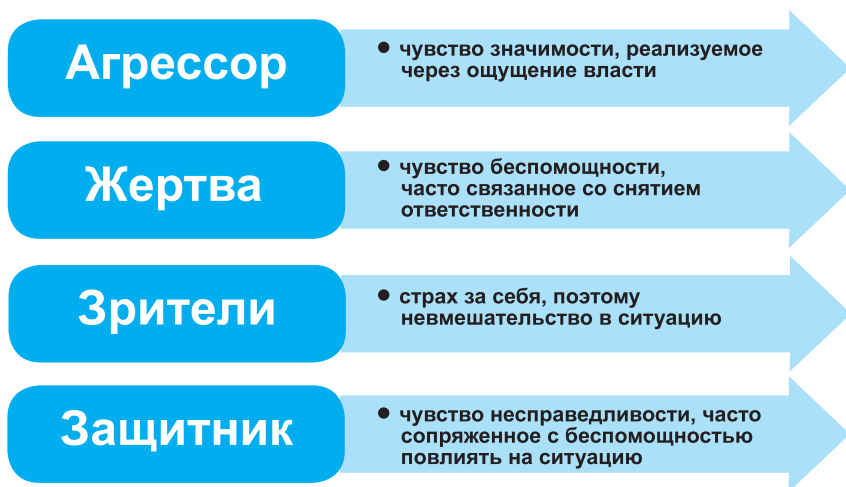 Агрессор
• чувство значимости, реализуемое
через ощущение власти
Жертва
• чувство беспомощности,
часто связанное со снятием
ответственности
Зрители
• страх за себя, поэтому
невмешательство в ситуацию
Защитник
• чувство несправедливости, часто
сопряженное с беспомощностью
повлиять на ситуацию